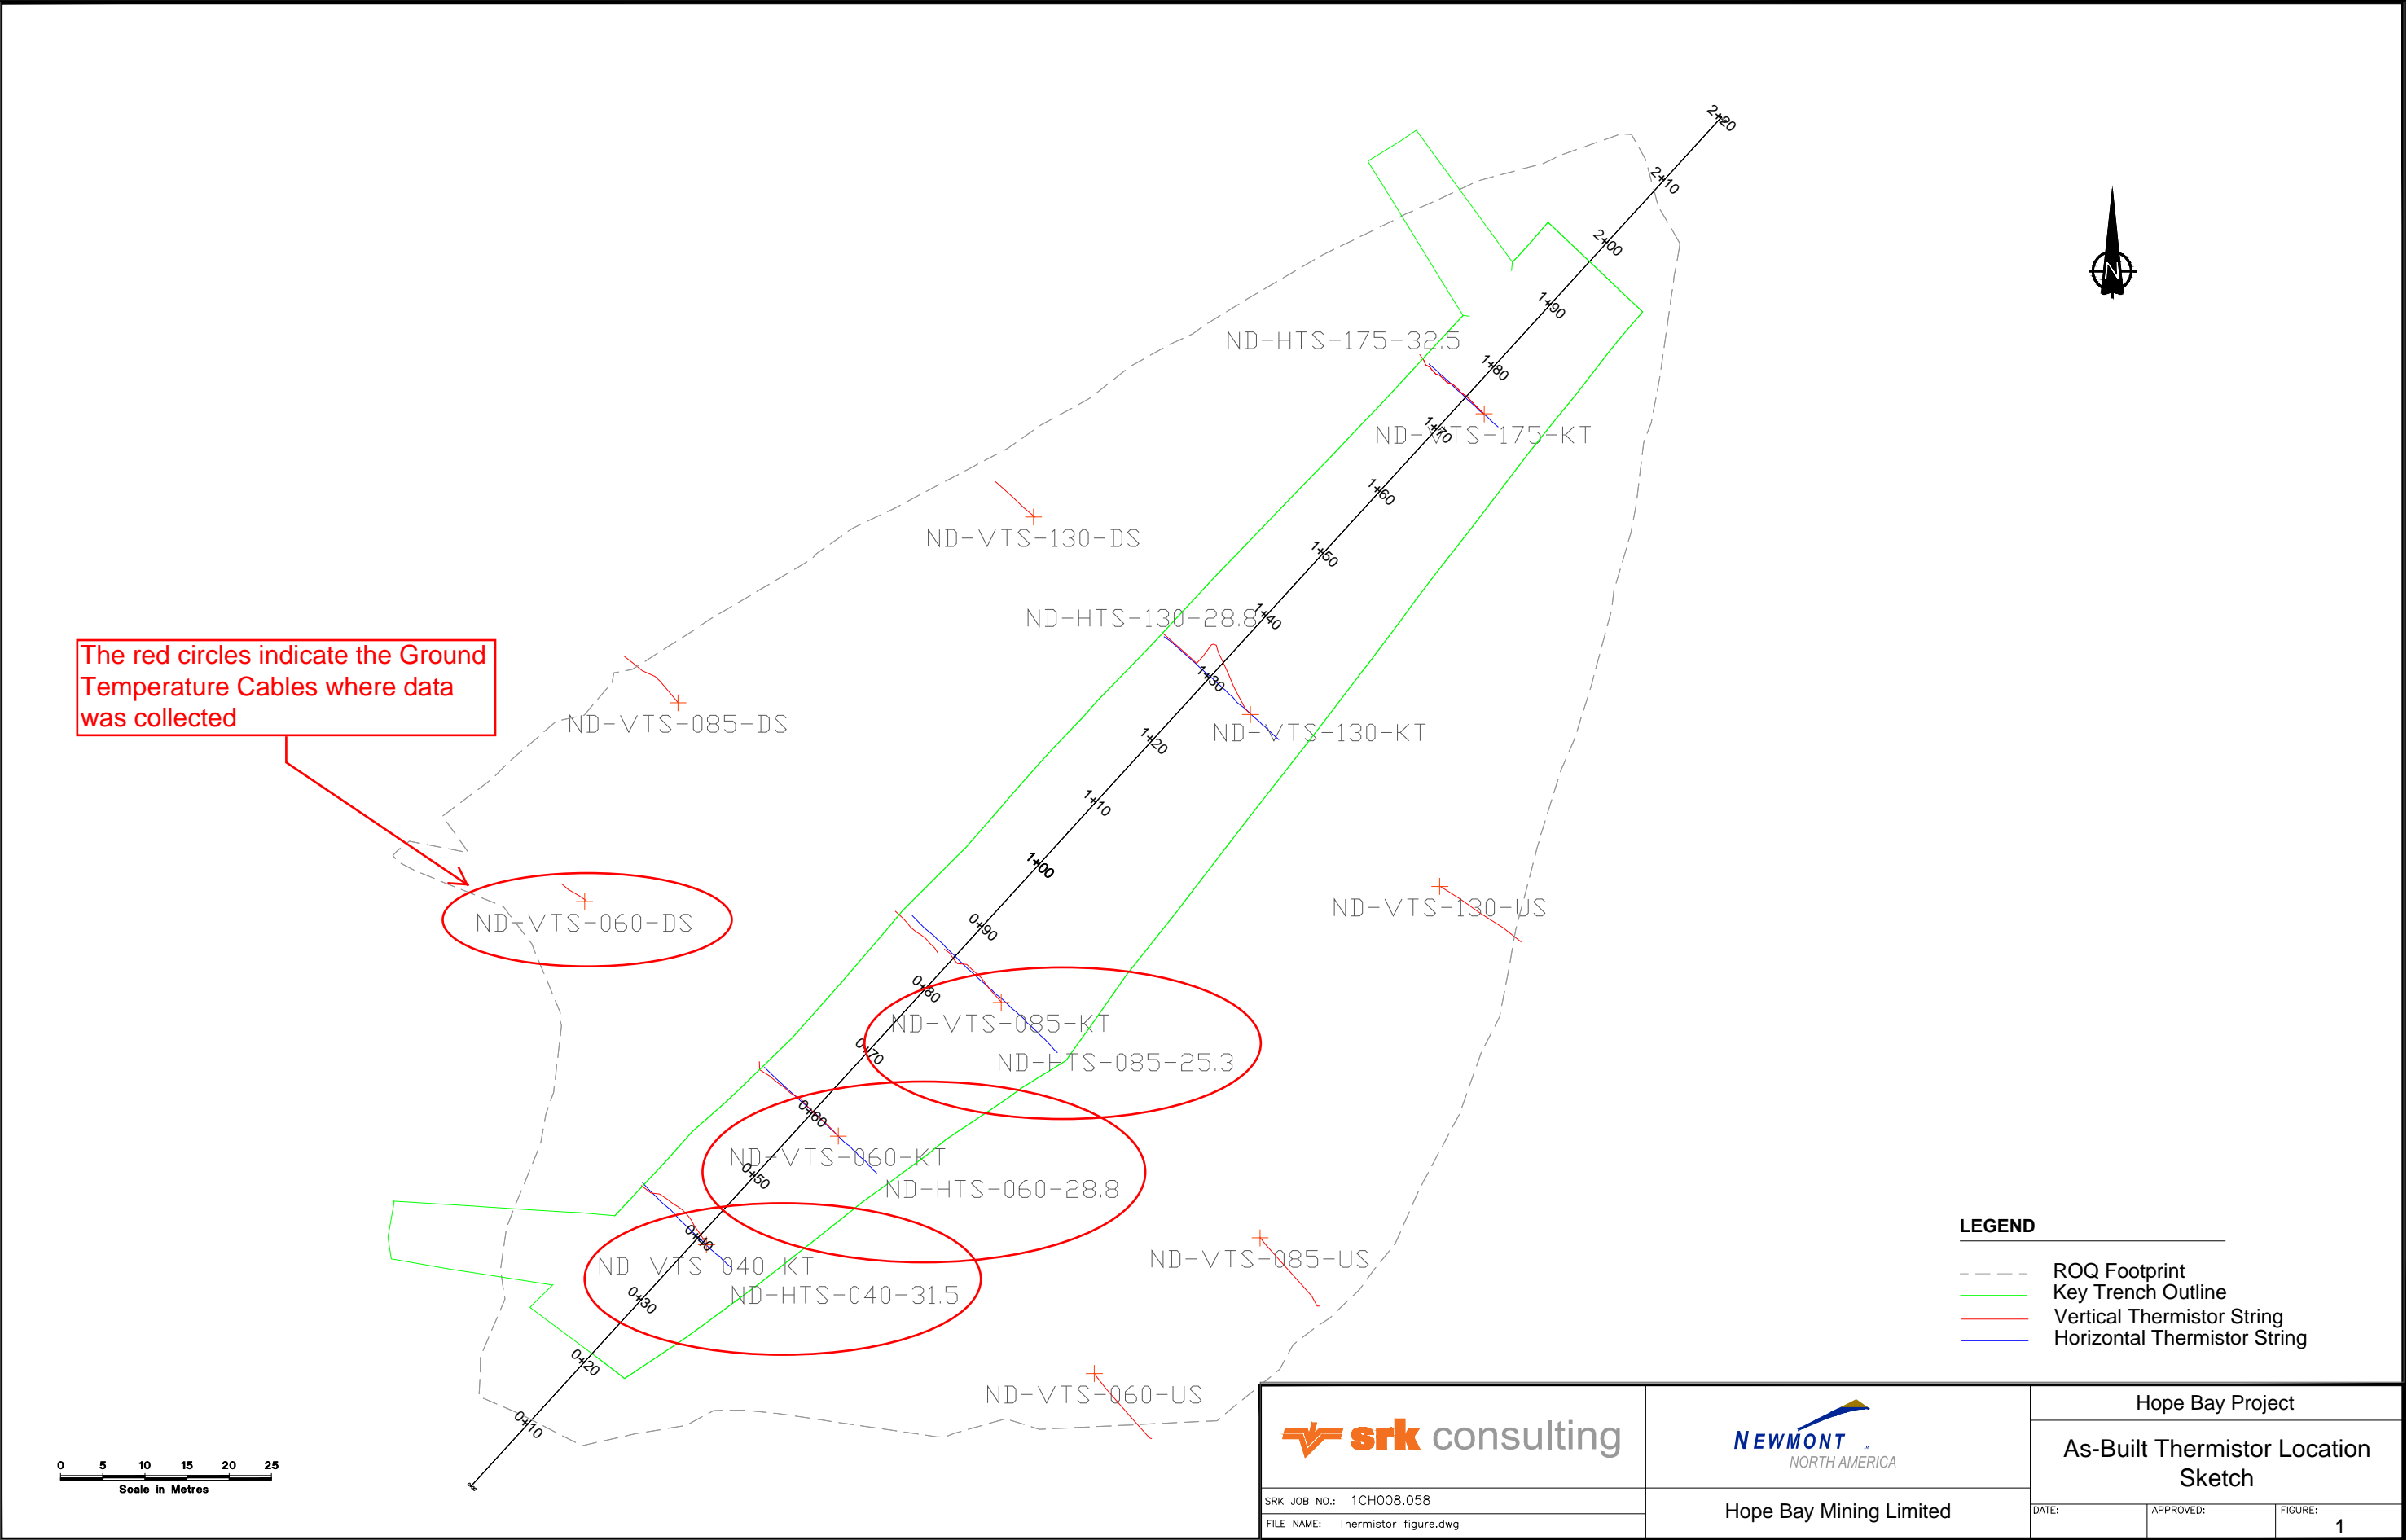 2+20
2+10
2+00
1+90
ND-HTS-175-32.5
1+80
1+70
ND-VTS-175-KT
1+60
ND-VTS-130-DS
1+50
ND-HTS-130-28.8
1+40
1+30
ND-VTS-130-KT
1+20
1+10
1+00
The red circles indicate the Ground
Temperature Cables where data
was collected
ND-VTS-085-DS
ND-VTS-060-DS
ND-VTS-130-US
0+90
0+80
ND-VTS-085-KT
0+70
ND-HTS-085-25.3
0+60
ND-VTS-060-KT
0+50
ND-HTS-060-28.8
0+40
ND-VTS-040-KT
ND-HTS-040-31.5
0+30
ND-VTS-085-US
0+20
ND-VTS-060-US
0+10
N
LEGEND
ROQ Footprint
Key Trench Outline
Vertical Thermistor String
Horizontal Thermistor String
0 5 10 15 20 25
Scale in Metres
srk consulting
SRK JOB NO.: 1CH008.058
FILE NAME: Thermistor figure.dwg
NEWMONT ™
NORTH AMERICA
Hope Bay Mining Limited
Hope Bay Project
As-Built Thermistor Location
Sketch
DATE:
APPROVED:
FIGURE:
1